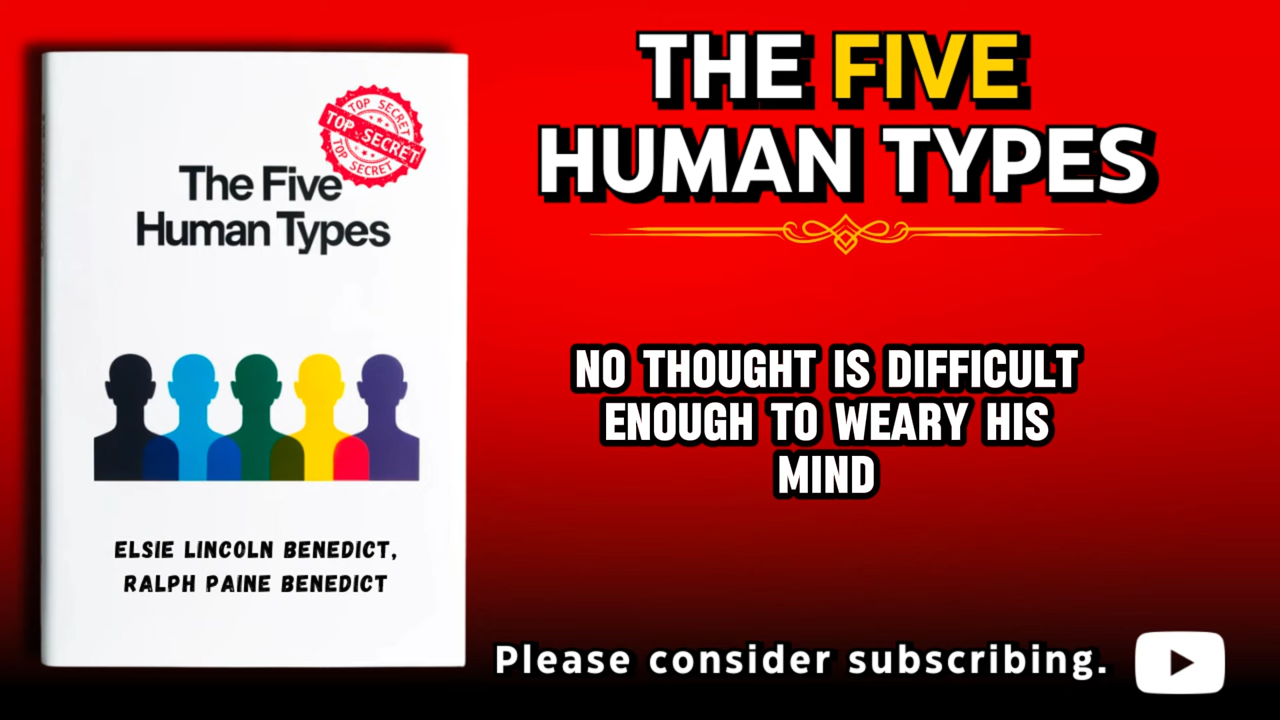 TOP SECRET
TOP SECRET
TOP SECRET
The Five
Human Types
ELSIE LINCOLN BENEDICT,
RALPH PAINE BENEDICT
THE FIVE
HUMAN TYPES
NO THOUGHT IS DIFFICULT
ENOUGH TO WEARY HIS
MIND
Please consider subscribing.